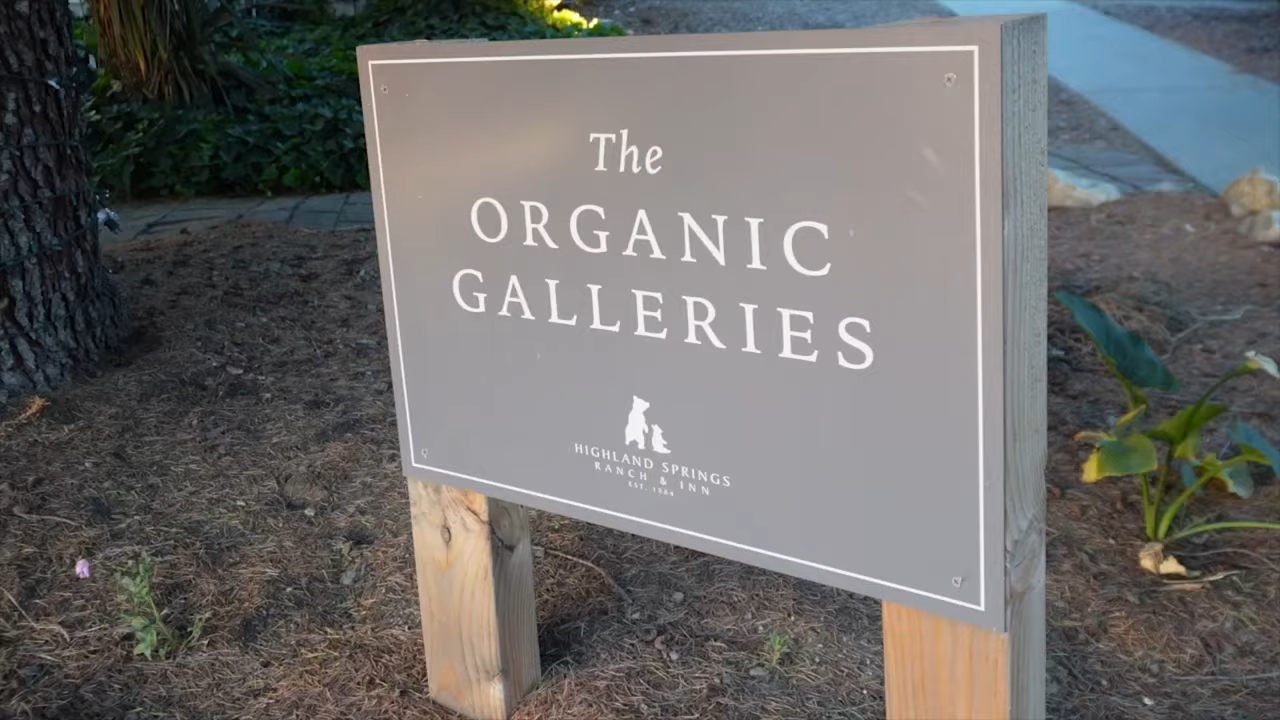 The
ORGANIC
GALLERIES
HIGHLAND SPRINGS
RANCH & INN
EST. 1884